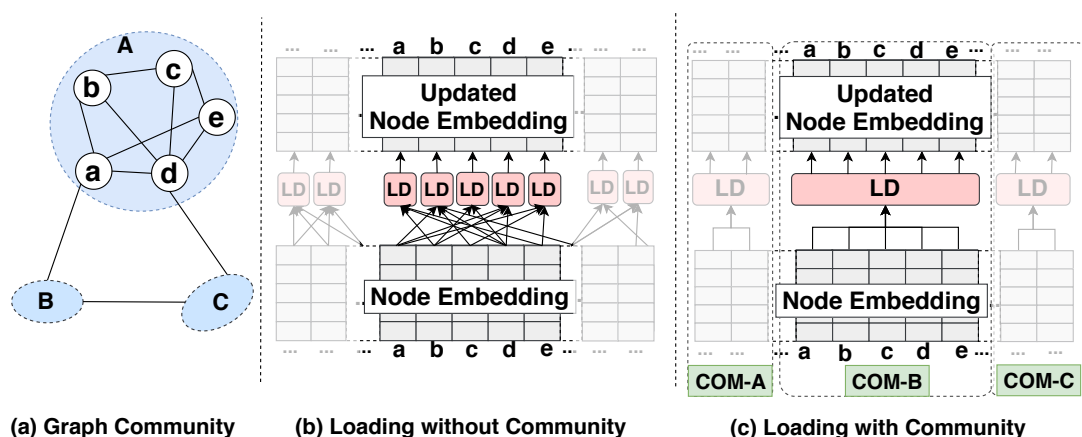 A
b
c
e
a
d
B
C
(a) Graph Community
... ... ... a b c d e ... ... ...
Updated
Node Embedding
LD LD LD LD LD LD LD LD LD
Node Embedding
... ... ... a b c d e ... ... ...
(b) Loading without Community
... ... ... a b c d e ... ... ...
Updated
Node Embedding
LD LD LD
Node Embedding
... ... ... a b c d e ... ... ...
COM-A COM-B COM-C
(c) Loading with Community